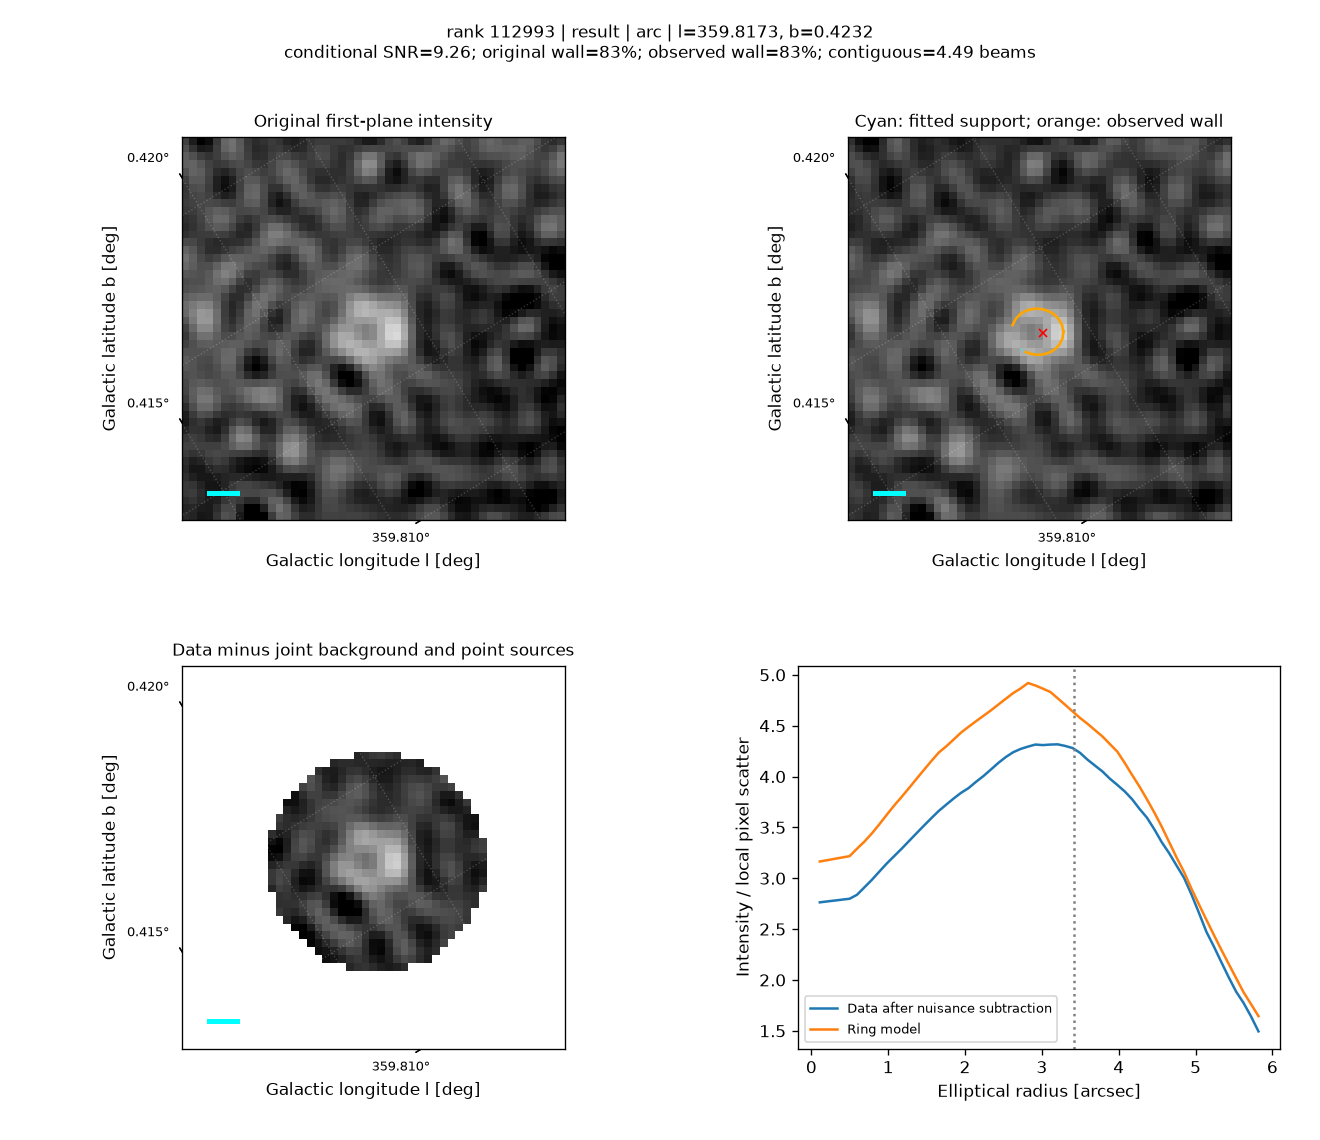 rank 112993 | result | arc | l=359.8173, b=0.4232
conditional SNR=9.26; original wall=83%; observed wall=83%; contiguous=4.49 beams
Original first-plane intensity
0.420°
0.415°
Galactic latitude b [deg]
359.810°
Galactic longitude l [deg]
Cyan: fitted support; orange: observed wall
0.420°
0.415°
Galactic latitude b [deg]
359.810°
Galactic longitude l [deg]
Data minus joint background and point sources
0.420°
0.415°
Galactic latitude b [deg]
359.810°
Galactic longitude l [deg]
5.0
4.5
4.0
3.5
3.0
2.5
2.0
1.5
Intensity / local pixel scatter
Data after nuisance subtraction
Ring model
0 1 2 3 4 5 6
Elliptical radius [arcsec]